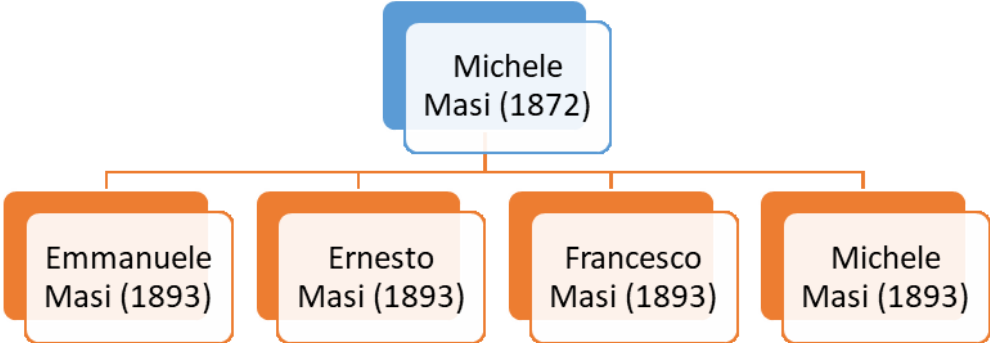 Michele
Masi (1872)
Emmanuele
Masi (1893)
Ernesto
Masi (1893)
Francesco
Masi (1893)
Michele
Masi (1893)